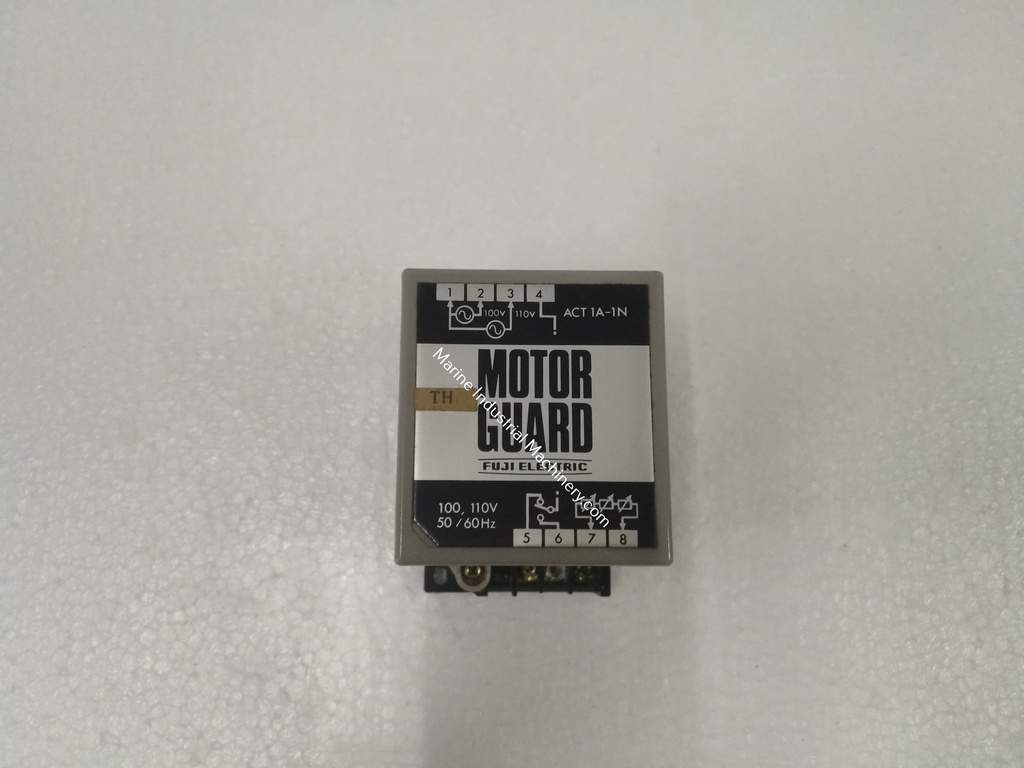 1 2 3 4
100V 110V
ACT 1A-1N
MOTOR
GUARD
TH
FUJI ELECTRIC
100, 110V
50/60Hz
5 6 7 8
Marine Industrial Machinery.com